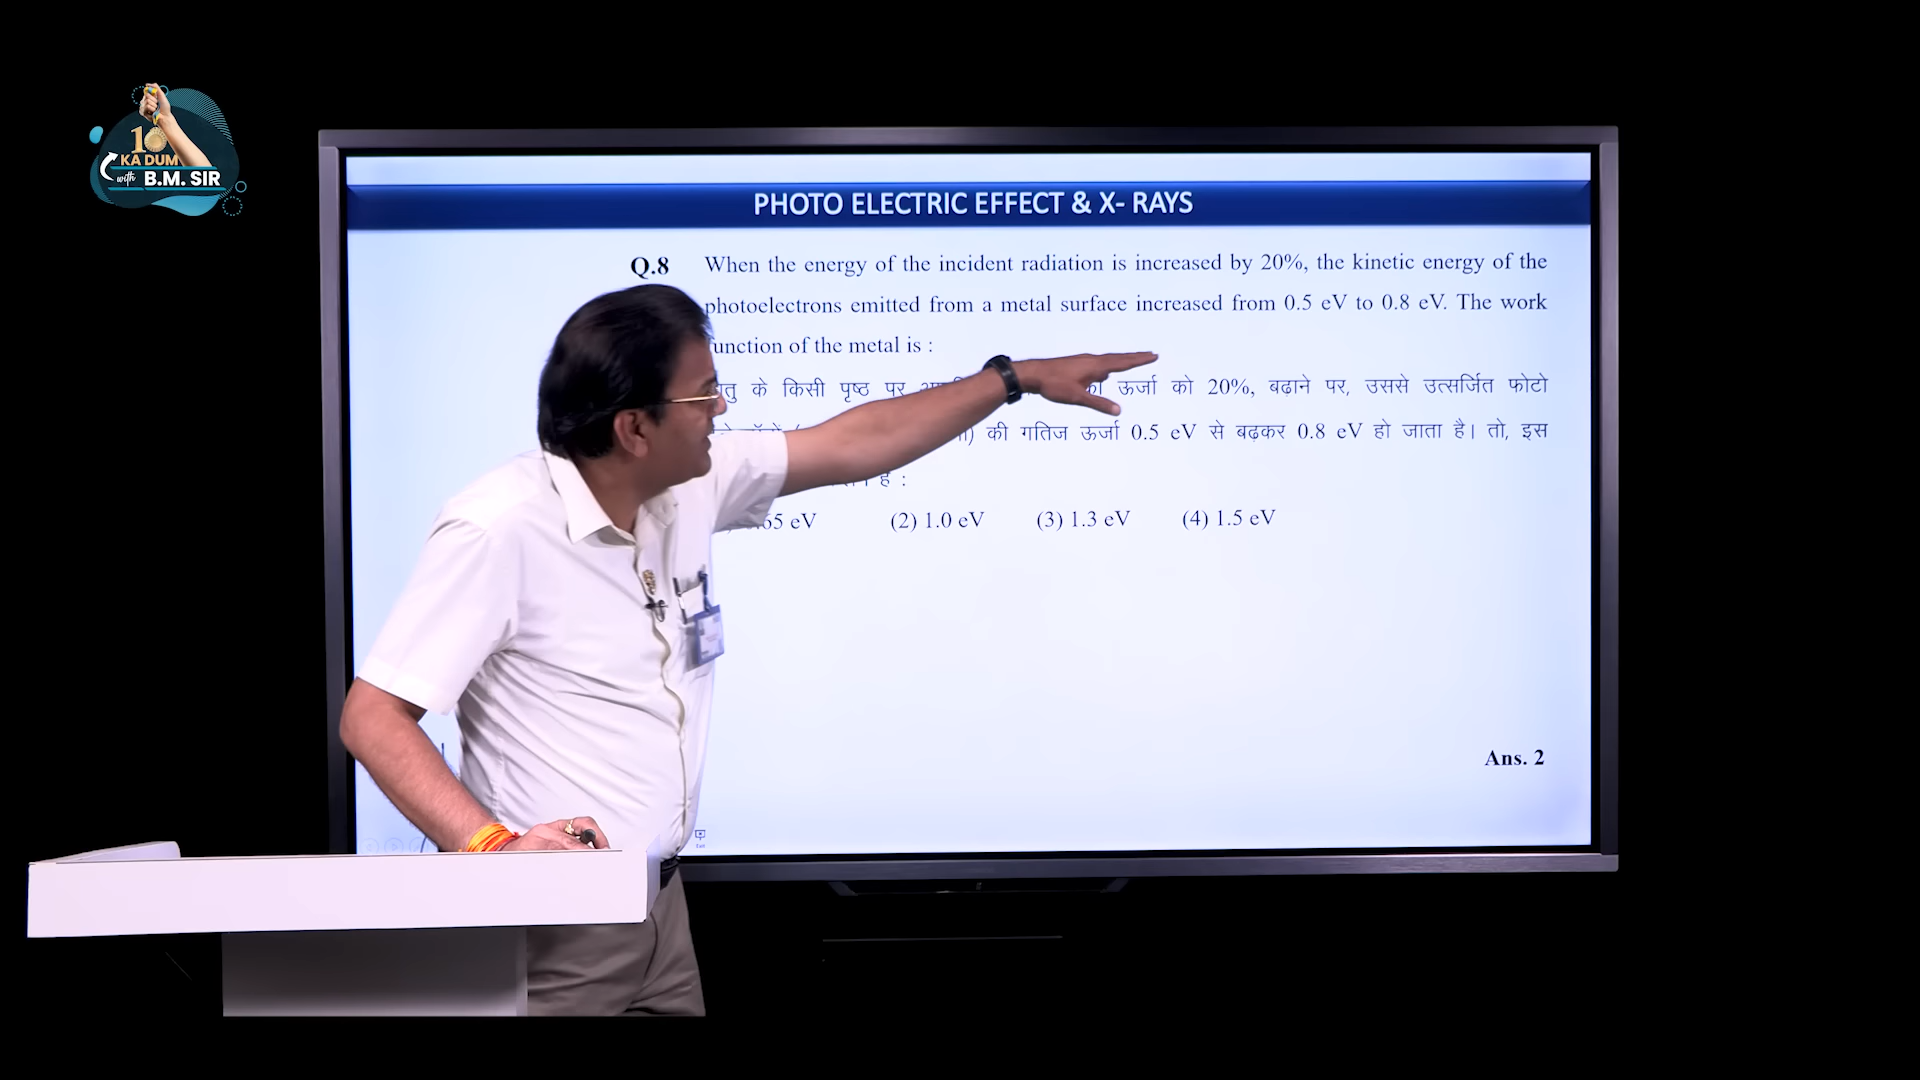 10
KA DUM
with B.M. SIR
PHOTO ELECTRIC EFFECT & X- RAYS
Q.8 When the energy of the incident radiation is increased by 20%, the kinetic energy of the
photoelectrons emitted from a metal surface increased from 0.5 eV to 0.8 eV. The work
function of the metal is :
के किसी पृष्ठ पर ऊर्जा को 20%, बढ़ाने पर, उससे उत्सर्जित फोटो
की गतिज ऊर्जा 0.5 eV से बढ़कर 0.8 eV हो जाता है। तो, इस
है :
65 eV (2) 1.0 eV (3) 1.3 eV (4) 1.5 eV
Ans. 2